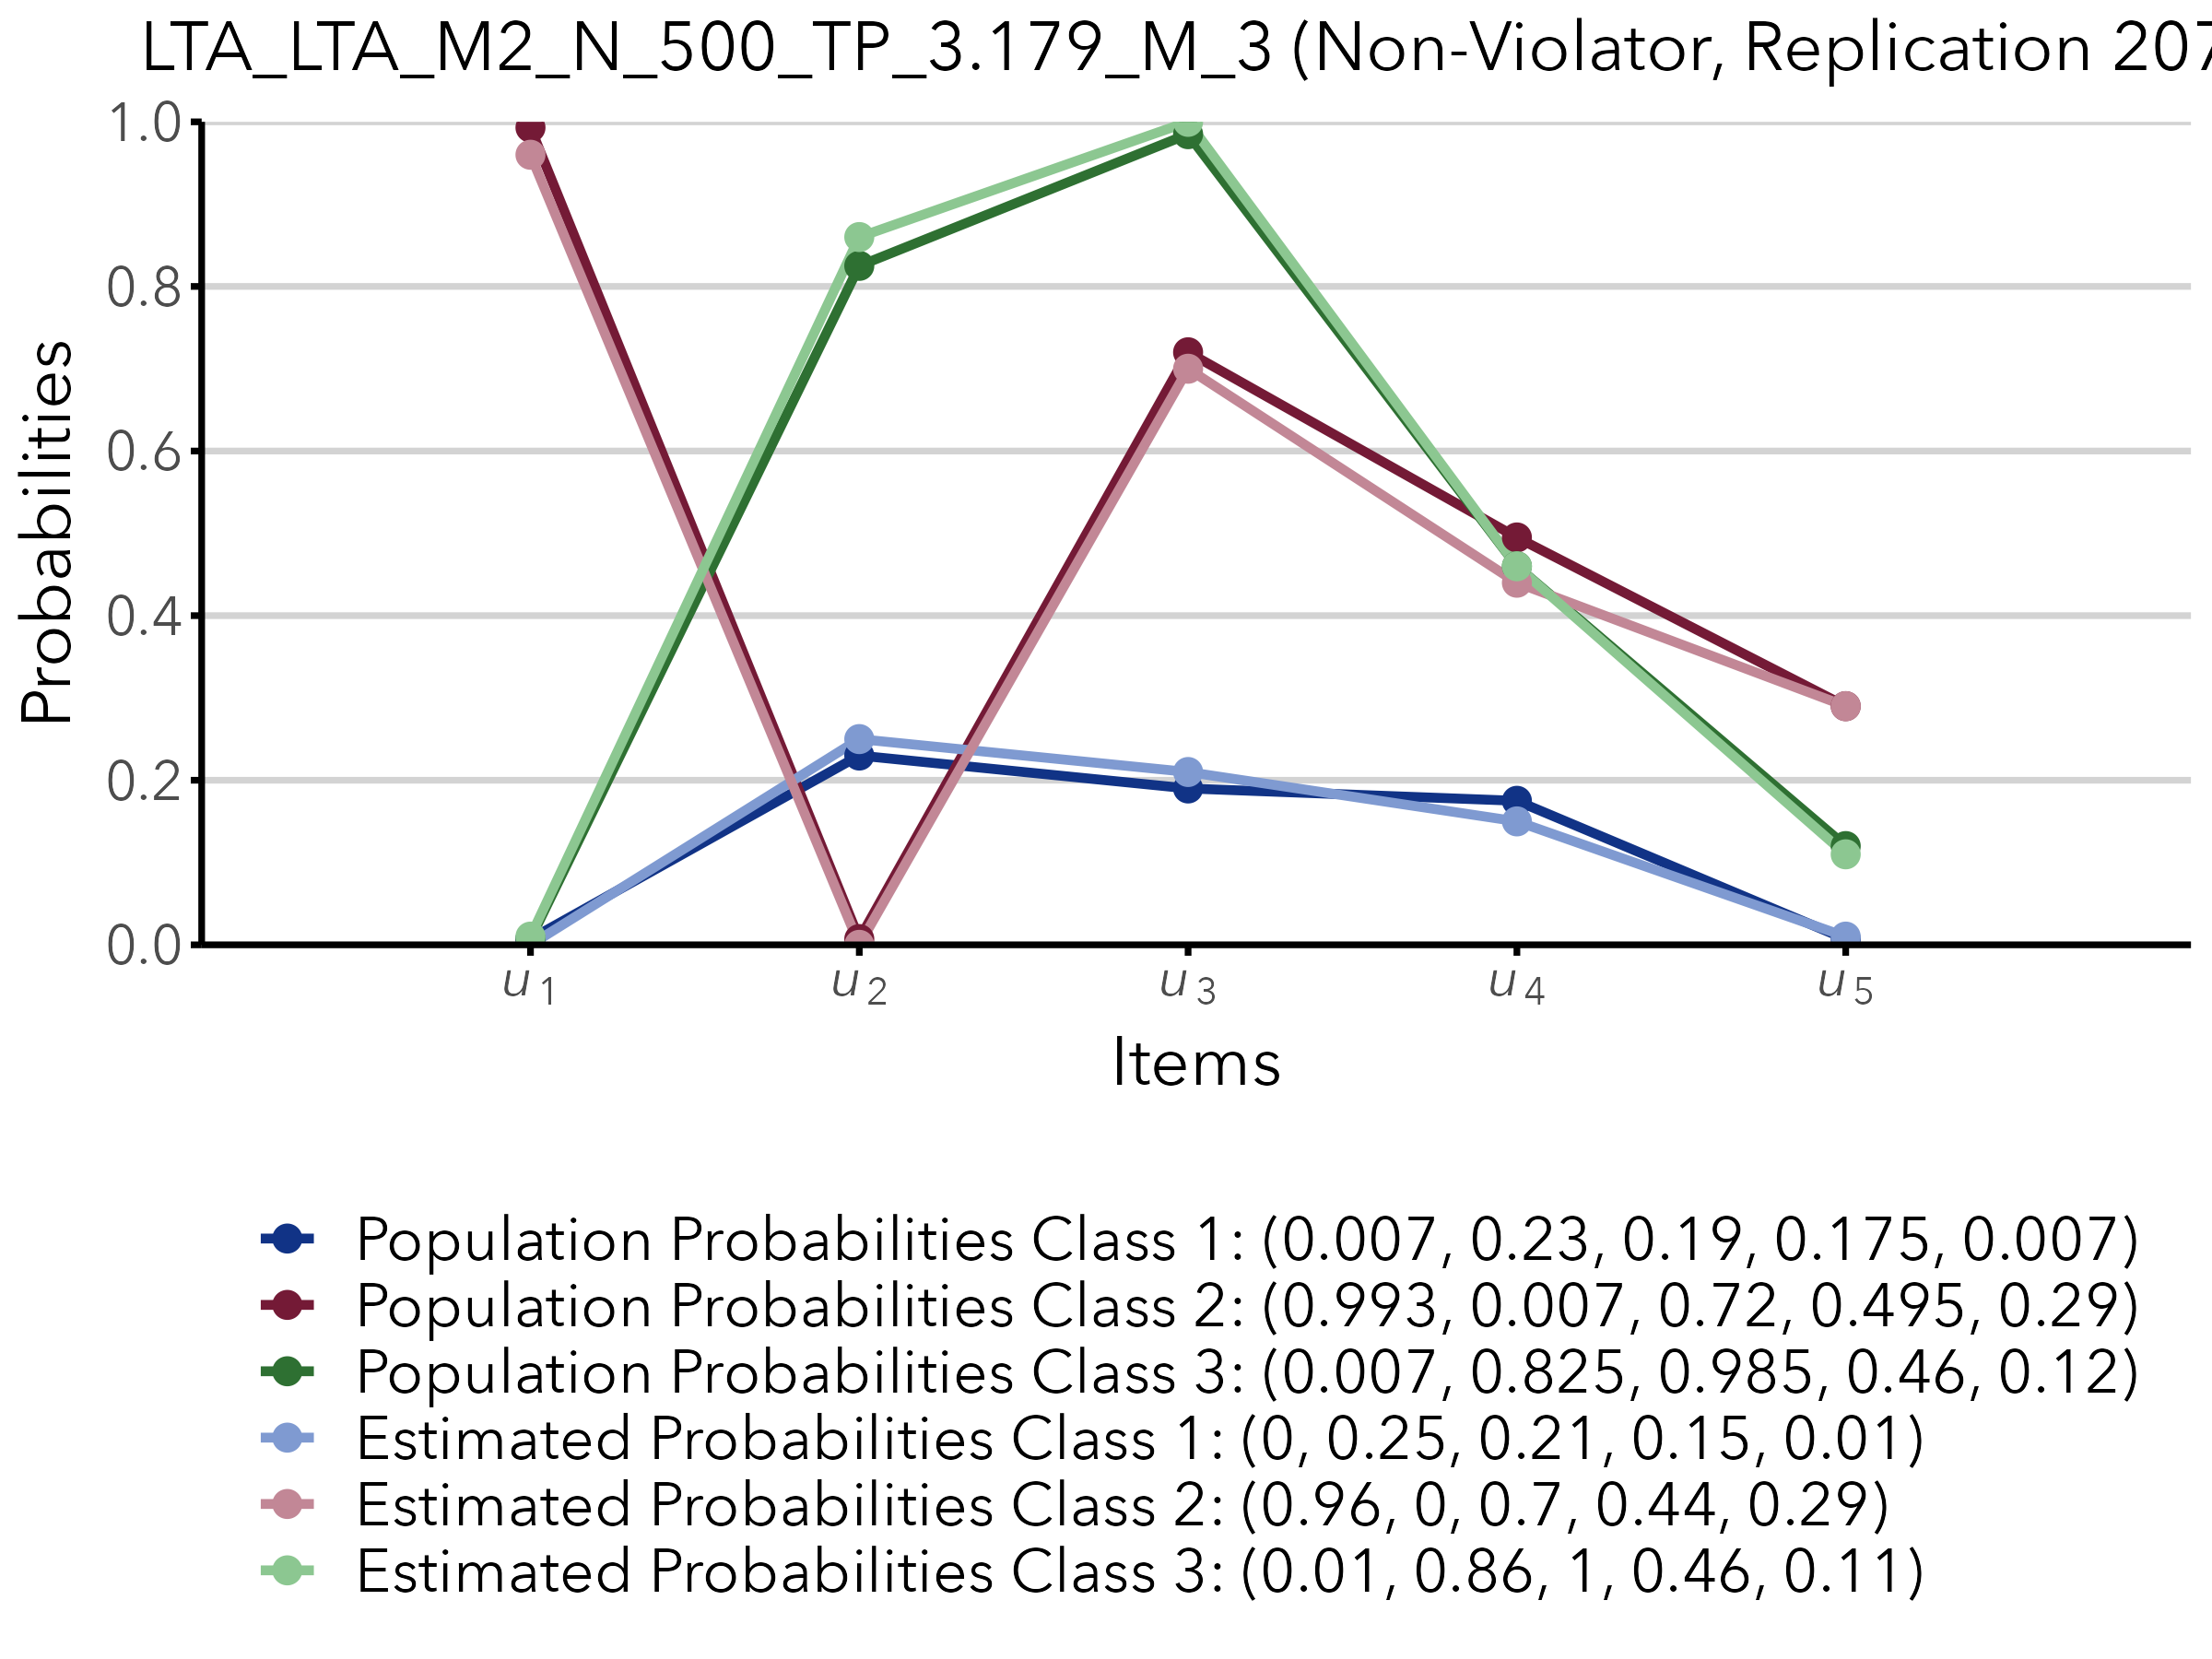 LTA_LTA_M2_N_500_TP_3.179_M_3 (Non-Violator, Replication 207
Probabilities
1.0
0.8
0.6
0.4
0.2
0.0
u1
u2
u3
u4
u5
Items
Population Probabilities Class 1: (0.007, 0.23, 0.19, 0.175, 0.007)
Population Probabilities Class 2: (0.993, 0.007, 0.72, 0.495, 0.29)
Population Probabilities Class 3: (0.007, 0.825, 0.985, 0.46, 0.12)
Estimated Probabilities Class 1: (0, 0.25, 0.21, 0.15, 0.01)
Estimated Probabilities Class 2: (0.96, 0, 0.7, 0.44, 0.29)
Estimated Probabilities Class 3: (0.01, 0.86, 1, 0.46, 0.11)